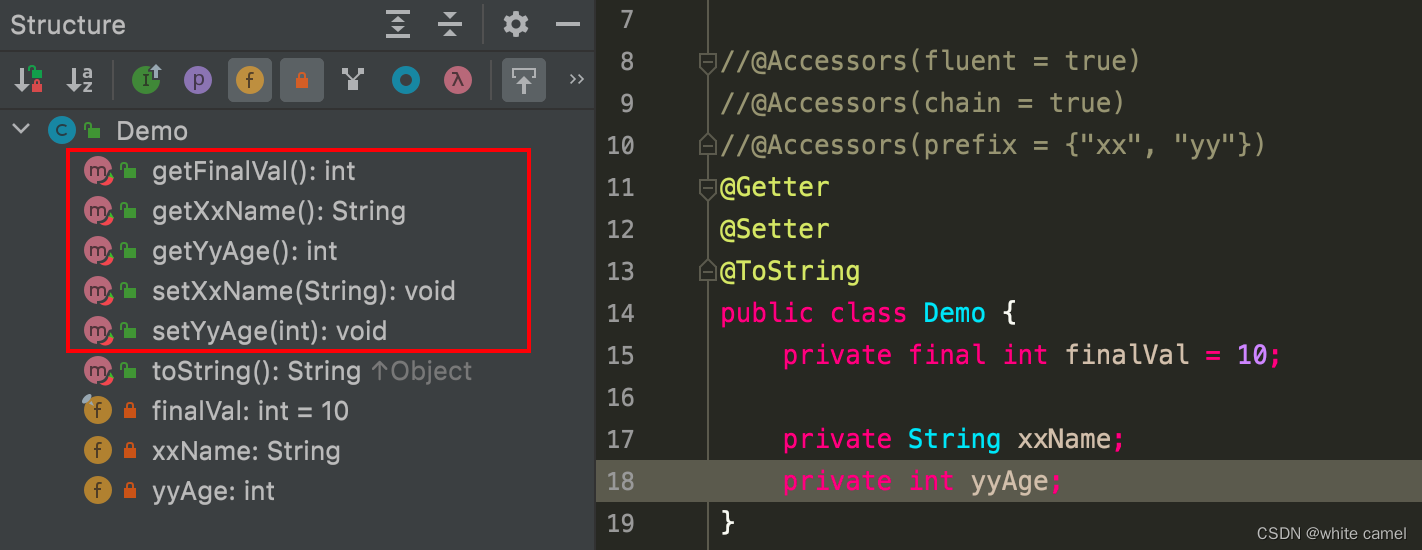 Structure
Demo
getFinalVal(): int
getXxName(): String
getYyAge(): int
setXxName(String): void
setYyAge(int): void
toString(): String ↑Object
finalVal: int = 10
xxName: String
yyAge: int
7
8 //@Accessors(fluent = true)
9 //@Accessors(chain = true)
10 //@Accessors(prefix = {"xx", "yy"})
11 @Getter
12 @Setter
13 @ToString
14 public class Demo {
15 private final int finalVal = 10;
16
17 private String xxName;
18 private int yyAge;
19 }
CSDN @white camel